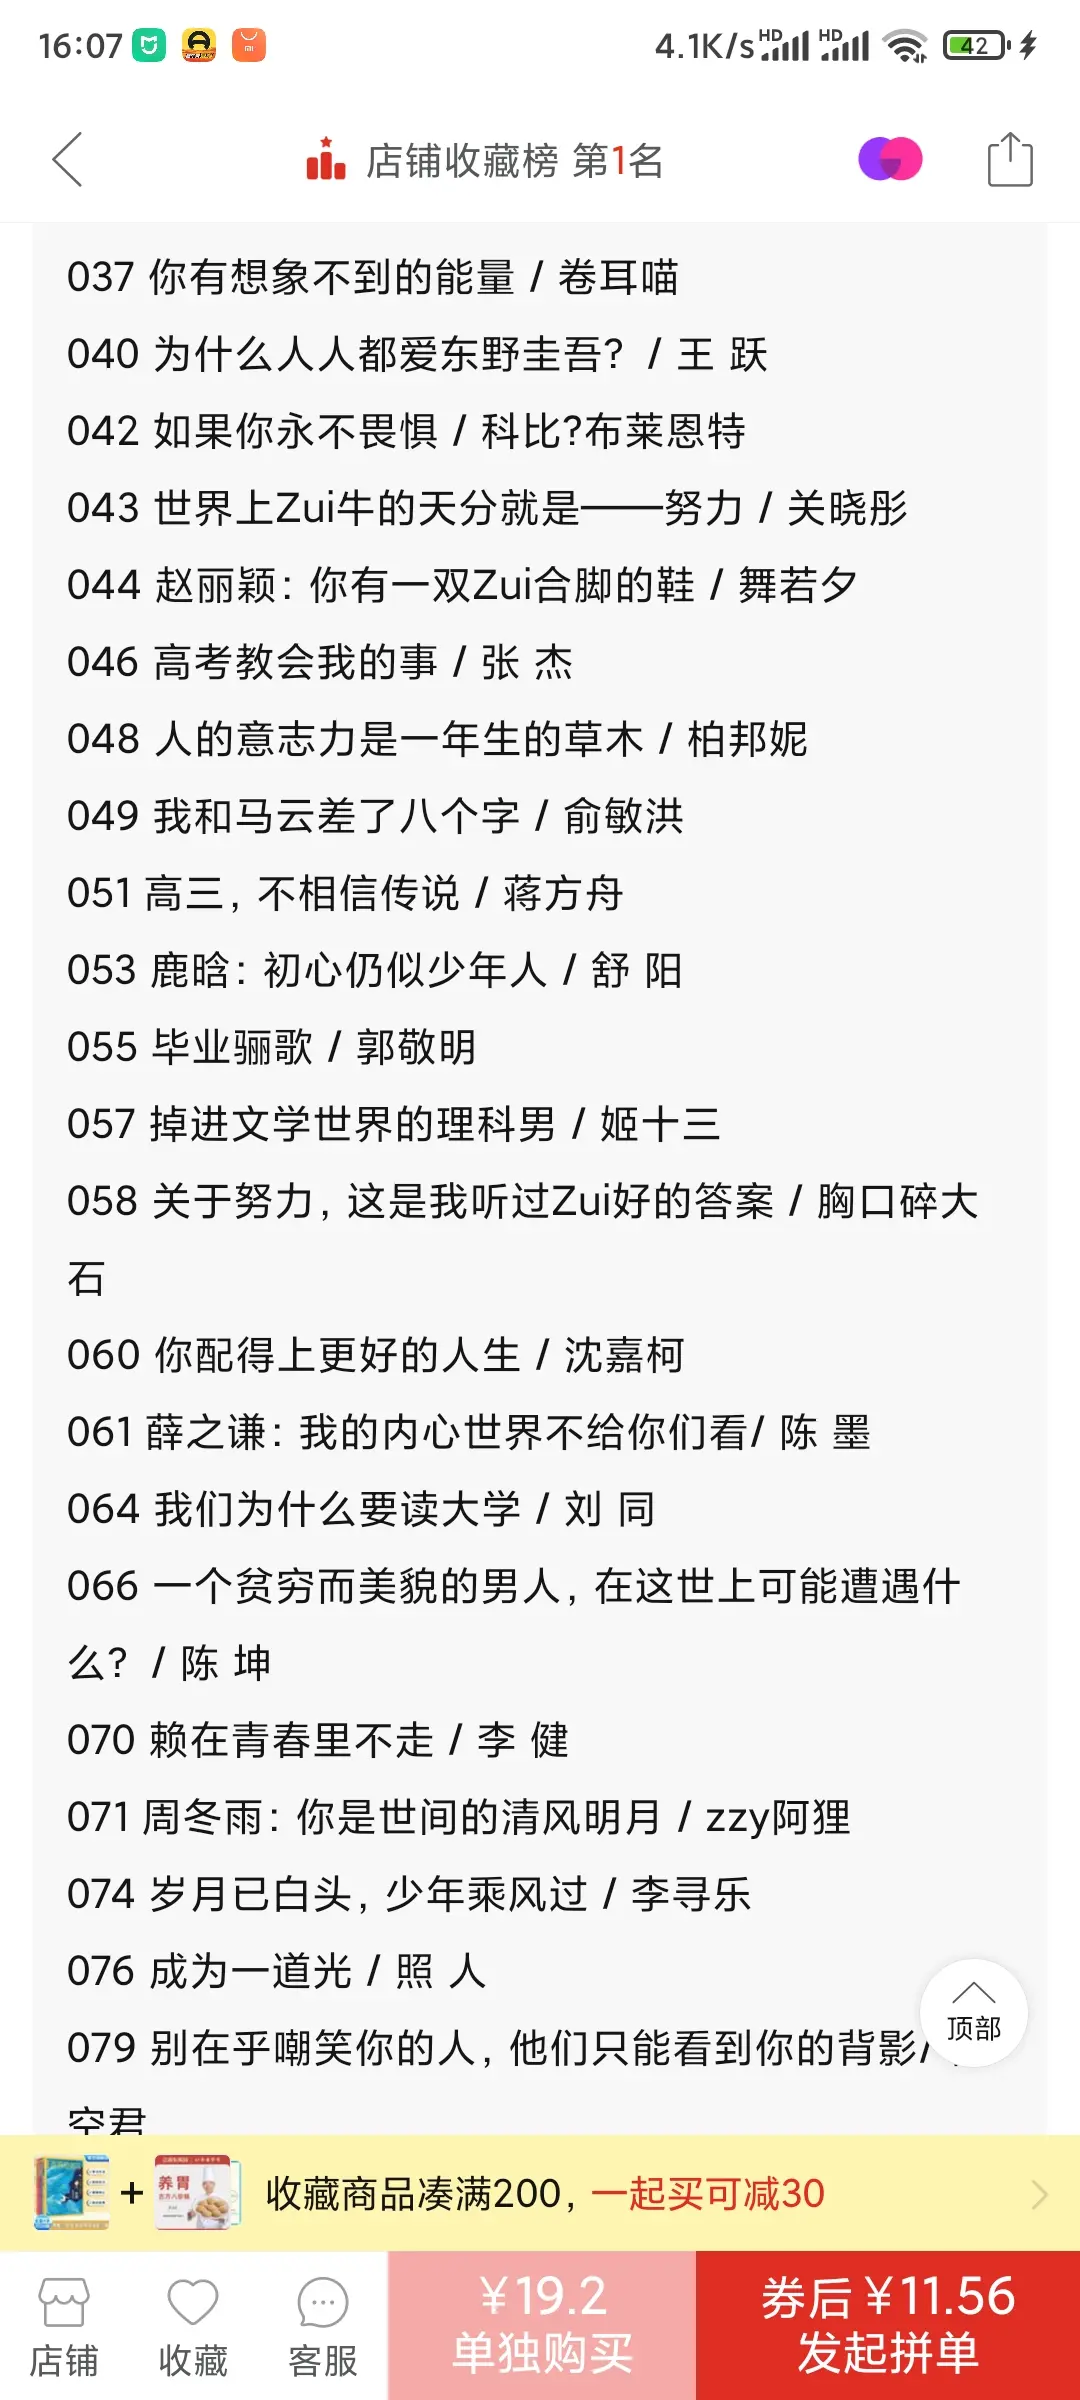 16:07
4.1K/s HD HD 42
店铺收藏榜 第1名
037 你有想象不到的能量 / 卷耳喵
040 为什么人人都爱东野圭吾？ / 王 跃
042 如果你永不畏惧 / 科比?布莱恩特
043 世界上Zui牛的天分就是——努力 / 关晓彤
044 赵丽颖：你有一双Zui合脚的鞋 / 舞若夕
046 高考教会我的事 / 张 杰
048 人的意志力是一年生的草木 / 柏邦妮
049 我和马云差了八个字 / 俞敏洪
051 高三，不相信传说 / 蒋方舟
053 鹿晗：初心仍似少年人 / 舒 阳
055 毕业骊歌 / 郭敬明
057 掉进文学世界的理科男 / 姬十三
058 关于努力，这是我听过Zui好的答案 / 胸口碎大
石
060 你配得上更好的人生 / 沈嘉柯
061 薛之谦：我的内心世界不给你们看/ 陈 墨
064 我们为什么要读大学 / 刘 同
066 一个贫穷而美貌的男人，在这世上可能遭遇什
么？ / 陈 坤
070 赖在青春里不走 / 李 健
071 周冬雨：你是世间的清风明月 / zzy阿狸
074 岁月已白头，少年乘风过 / 李寻乐
076 成为一道光 / 照 人
079 别在乎嘲笑你的人，他们只能看到你的背影/
空君
顶部
养胃
+ 收藏商品凑满200，一起买可减30
店铺 收藏 客服
￥19.2
单独购买
券后￥11.56
发起拼单